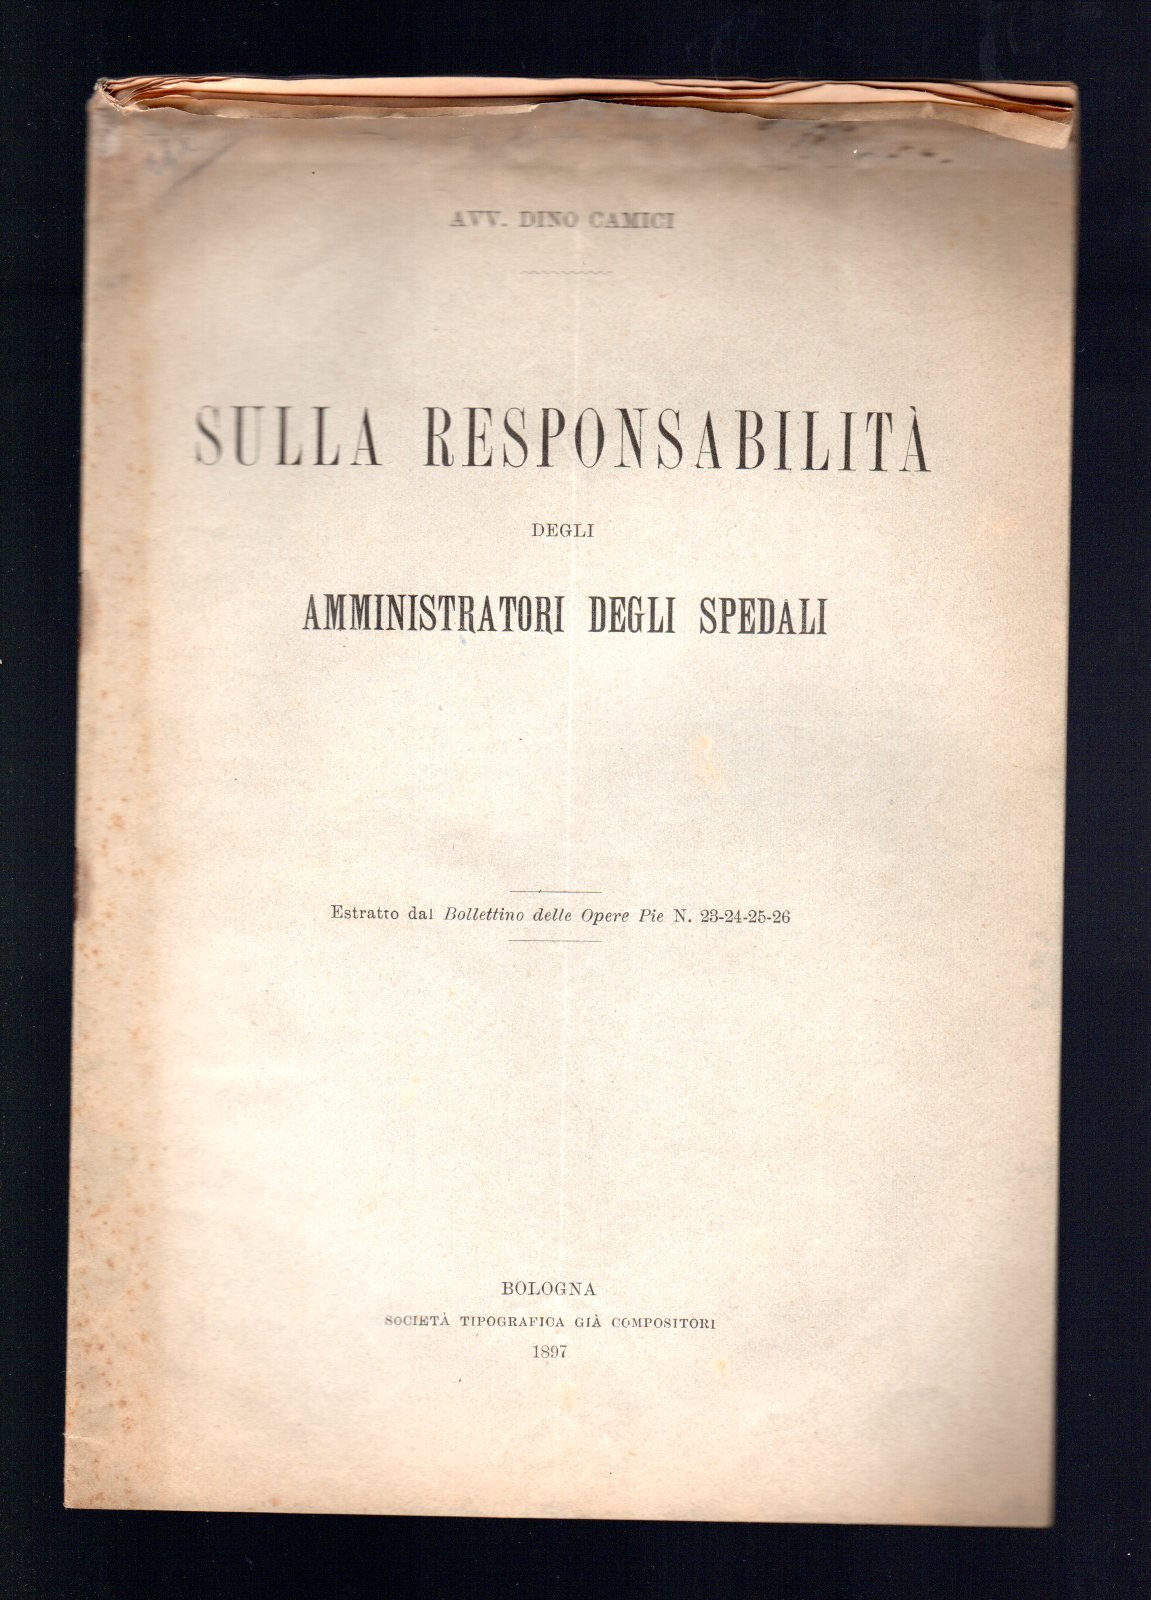 AVV. DINO CAMICI
SULLA RESPONSABILITÀ
DEGLI
AMMINISTRATORI DEGLI SPEDALI
Estratto dal Bollettino delle Opere Pie N. 23-24-25-26
BOLOGNA
SOCIETÀ TIPOGRAFICA GIÀ COMPOSITORI
1897